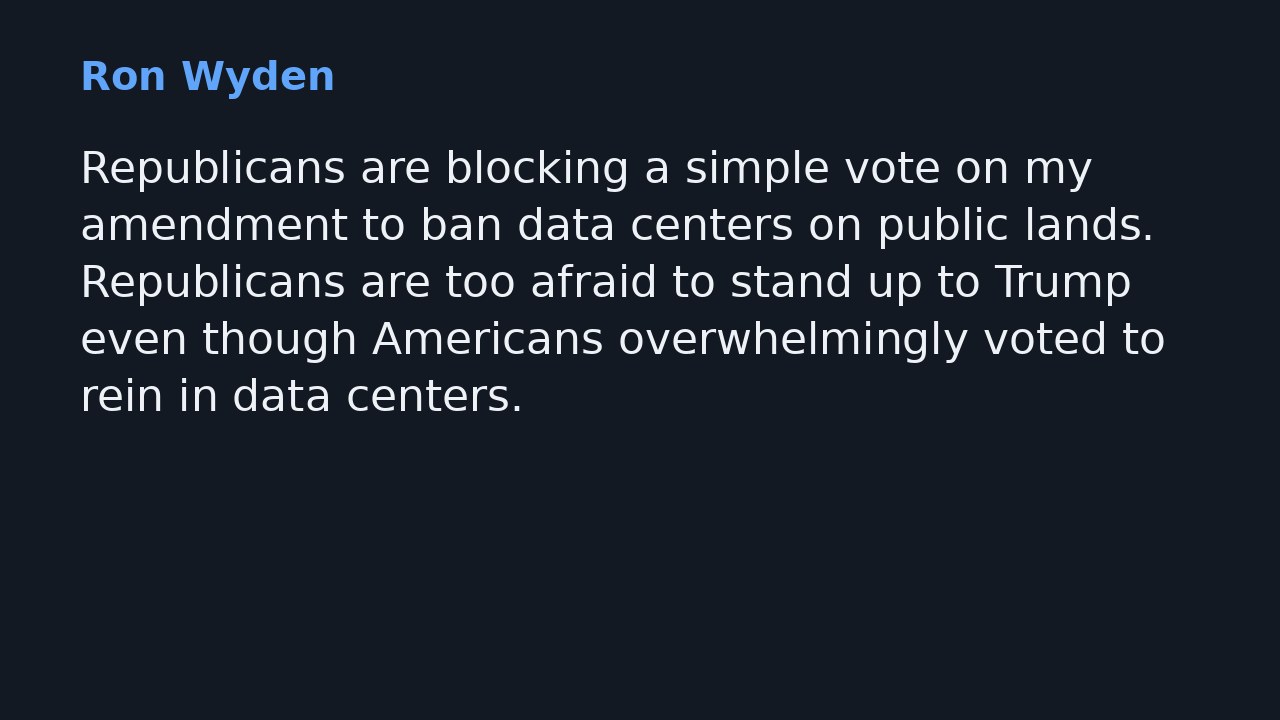 Ron Wyden
Republicans are blocking a simple vote on my
amendment to ban data centers on public lands.
Republicans are too afraid to stand up to Trump
even though Americans overwhelmingly voted to
rein in data centers.